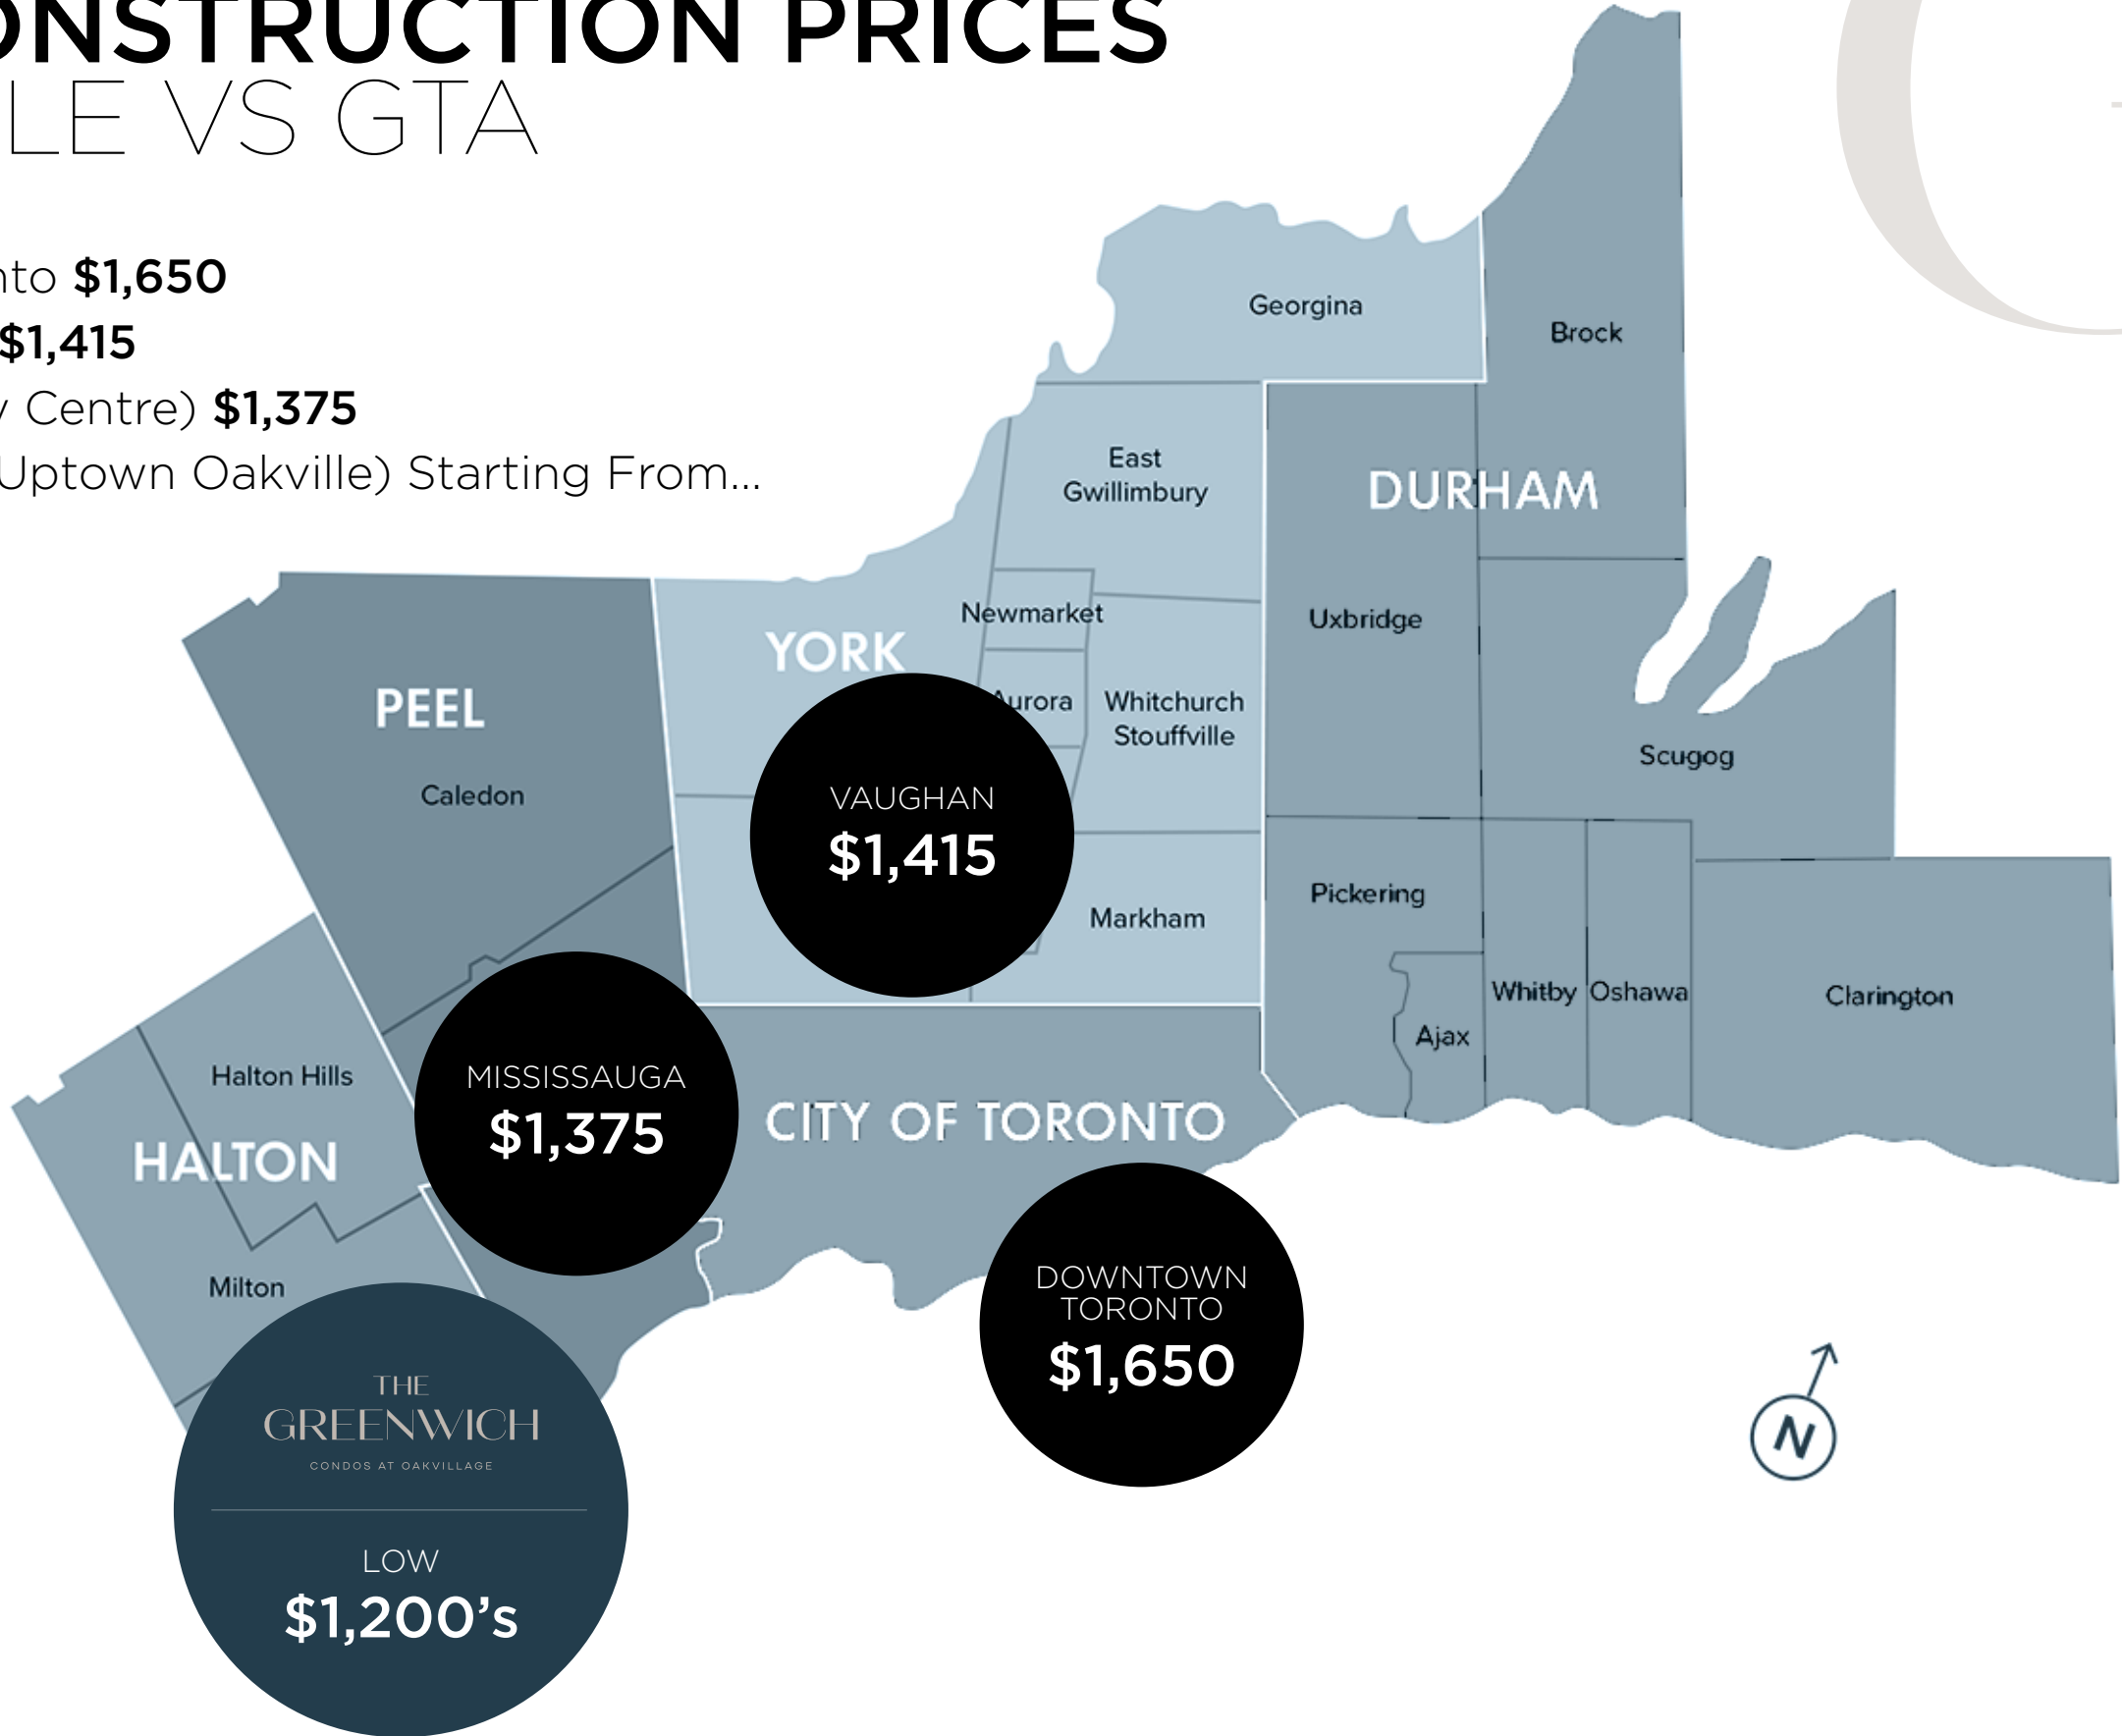 ONSTRUCTION PRICES
LE VS GTA
nto $1,650
$1,415
y Centre) $1,375
Uptown Oakville) Starting From...
Georgina
Brock
East
Gwillimbury
DURHAM
Newmarket
Uxbridge
YORK
PEEL
Aurora
Whitchurch
Stouffville
Scugog
Caledon
VAUGHAN
$1,415
Pickering
Markham
Whitby
Oshawa
Clarington
Ajax
Halton Hills
MISSISSAUGA
$1,375
CITY OF TORONTO
HALTON
Milton
DOWNTOWN
TORONTO
$1,650
THE
GREENWICH
CONDOS AT OAKVILLAGE
N
LOW
$1,200's